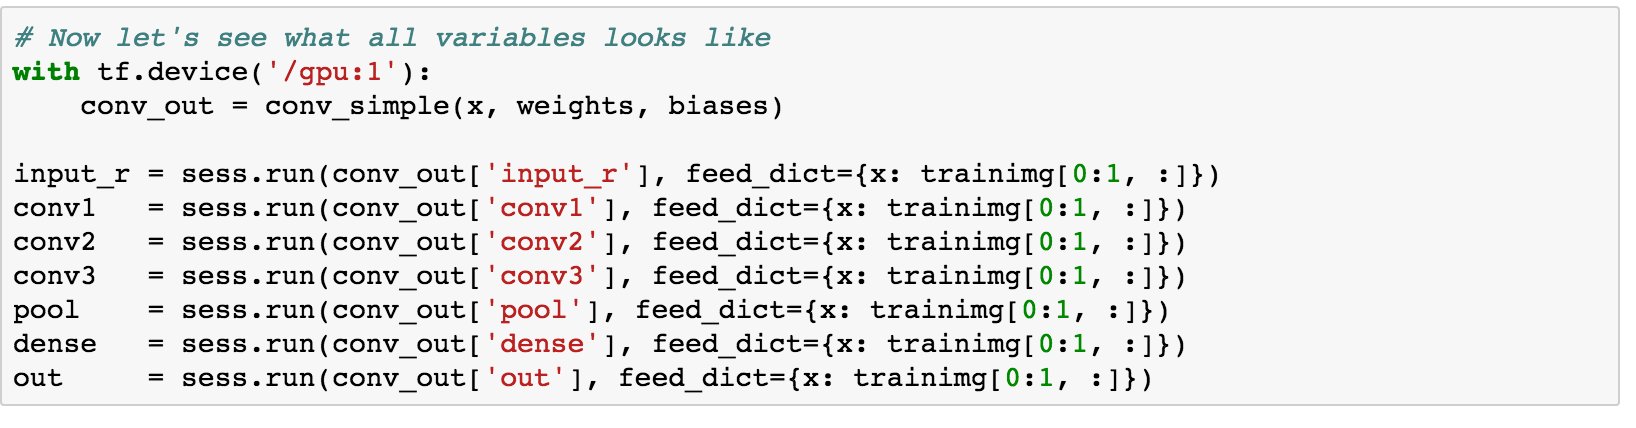 # Now let's see what all variables looks like
with tf.device('/gpu:1'):
    conv_out = conv_simple(x, weights, biases)

input_r = sess.run(conv_out['input_r'], feed_dict={x: trainimg[0:1, :]})
conv1   = sess.run(conv_out['conv1'], feed_dict={x: trainimg[0:1, :]})
conv2   = sess.run(conv_out['conv2'], feed_dict={x: trainimg[0:1, :]})
conv3   = sess.run(conv_out['conv3'], feed_dict={x: trainimg[0:1, :]})
pool    = sess.run(conv_out['pool'], feed_dict={x: trainimg[0:1, :]})
dense   = sess.run(conv_out['dense'], feed_dict={x: trainimg[0:1, :]})
out     = sess.run(conv_out['out'], feed_dict={x: trainimg[0:1, :]})